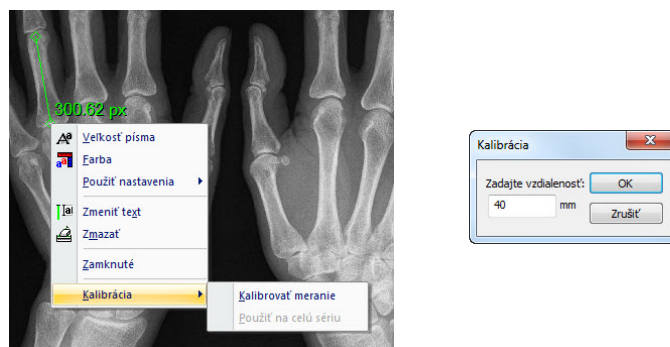 300.62 px
Veľkosť písma
Farba
Použiť nastavenia
Zmeniť text
Zmazať
Zamknuté
Kalibrácia
Kalibrovať meranie
Použiť na celú sériu
Kalibrácia
Zadajte vzdialenosť:
OK
40
mm
Zrušiť